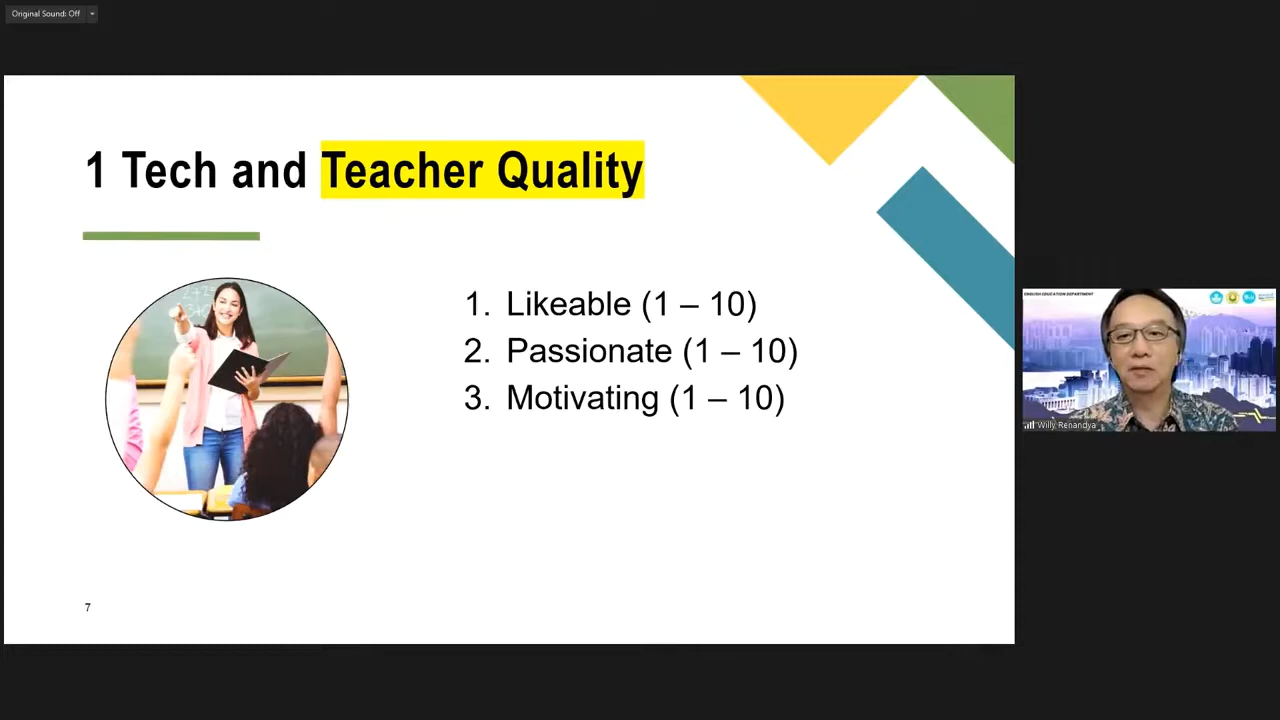 Original Sound: Off
1 Tech and Teacher Quality
1. Likeable (1 – 10)
2. Passionate (1 – 10)
3. Motivating (1 – 10)
7
ENGLISH EDUCATION DEPARTMENT
Willy Renandya